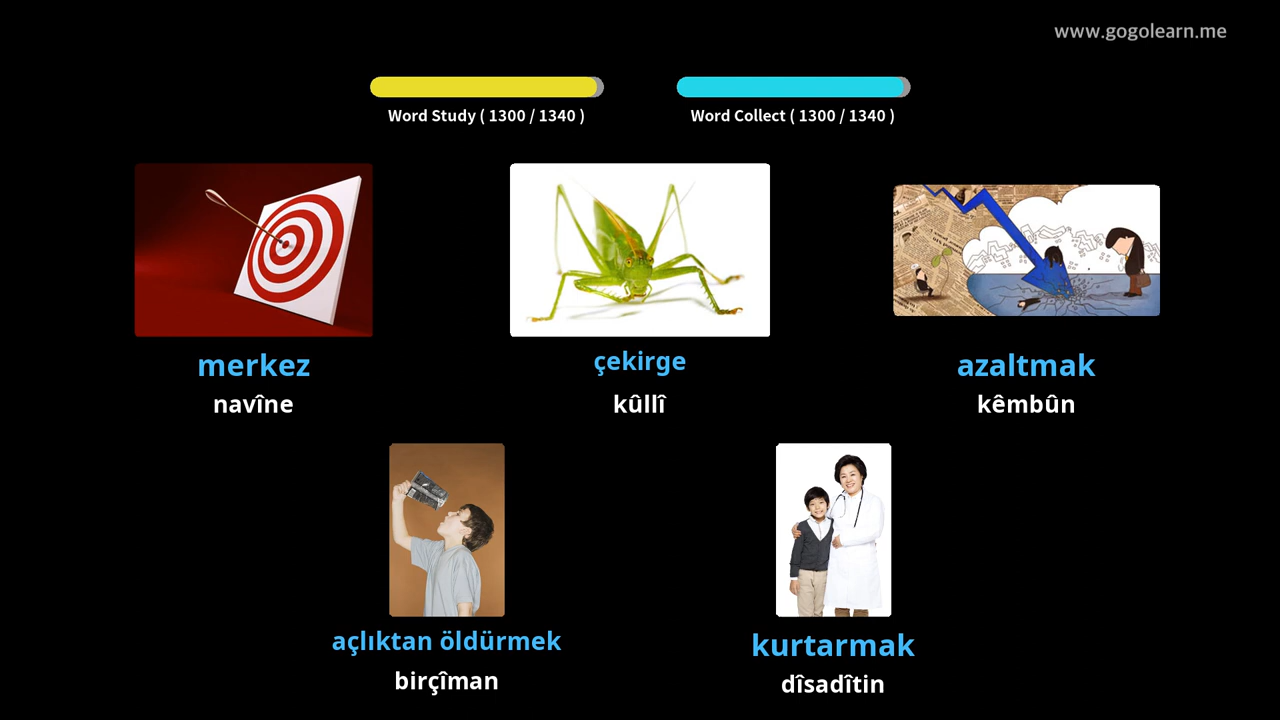 www.gogolearn.me
Word Study ( 1300 / 1340 )
Word Collect ( 1300 / 1340 )
merkez
navîne
çekirge
kûllî
azaltmak
kêmbûn
açlıktan öldürmek
birçîman
kurtarmak
dîsadîtin